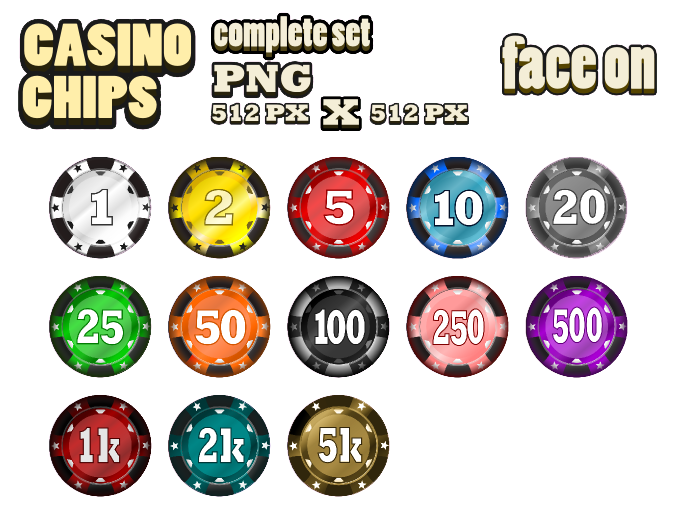 CASINO
CHIPS
complete set
PNG
512 PX X 512 PX
face on
1 2 5 10 20
25 50 100 250 500
1k 2k 5k